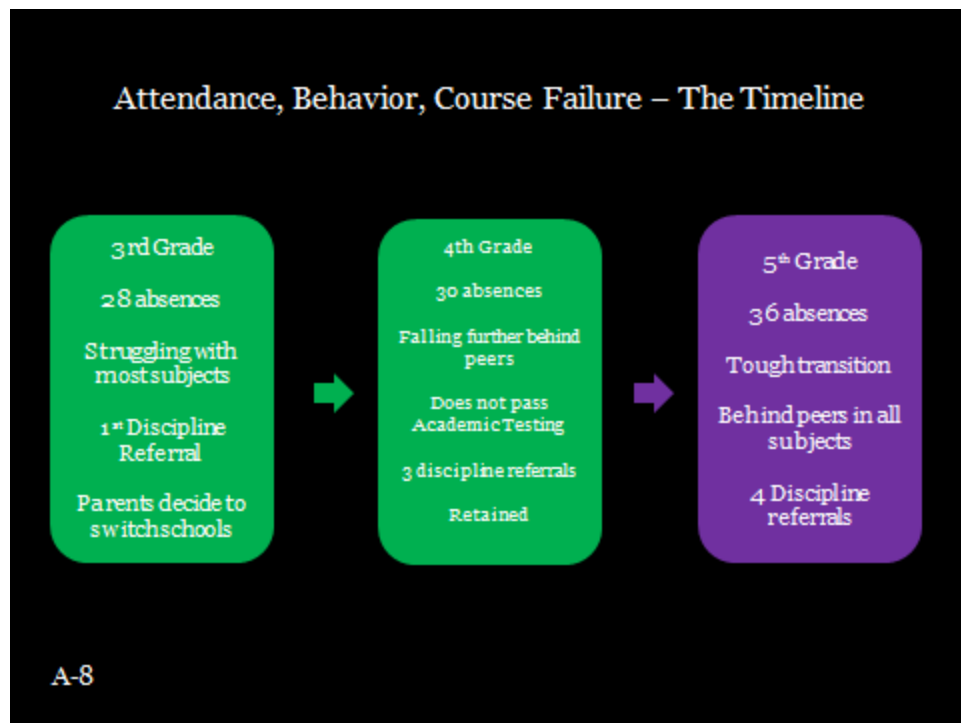 Attendance, Behavior, Course Failure – The Timeline
3rd Grade
28 absences
Struggling with
most subjects
1st Discipline
Referral
Parents decide to
switch schools
4th Grade
30 absences
Falling further behind
peers
Does not pass
Academic Testing
3 discipline referrals
Retained
5th Grade
36 absences
Tough transition
Behind peers in all
subjects
4 Discipline
referrals
A-8